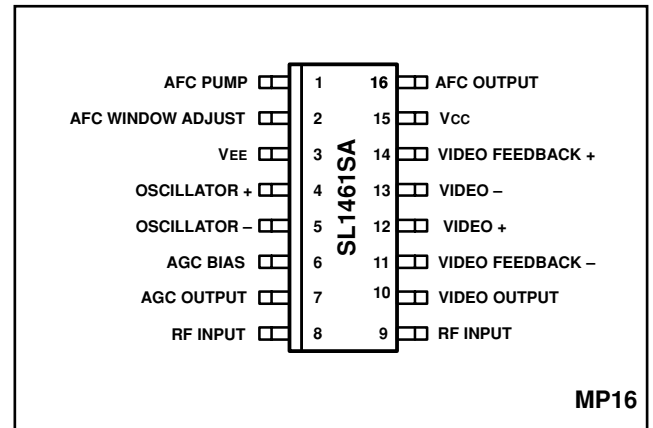 AFC PUMP 1 16 AFC OUTPUT
AFC WINDOW ADJUST 2 15 VCC
VEE 3 14 VIDEO FEEDBACK +
OSCILLATOR + 4 13 VIDEO –
OSCILLATOR – 5 12 VIDEO +
AGC BIAS 6 11 VIDEO FEEDBACK –
AGC OUTPUT 7 10 VIDEO OUTPUT
RF INPUT 8 9 RF INPUT
SL1461SA
MP16